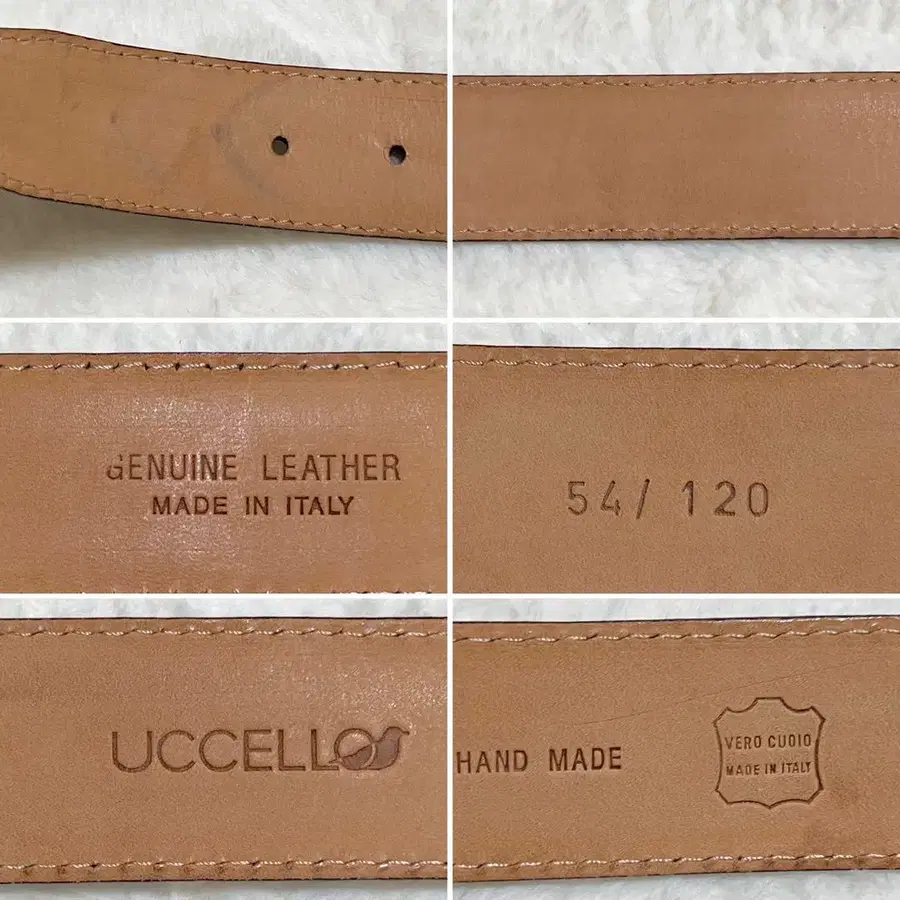 GENUINE LEATHER
MADE IN ITALY
54/ 120
UCCELLO
HAND MADE
VERO CUOIO
MADE IN ITALY